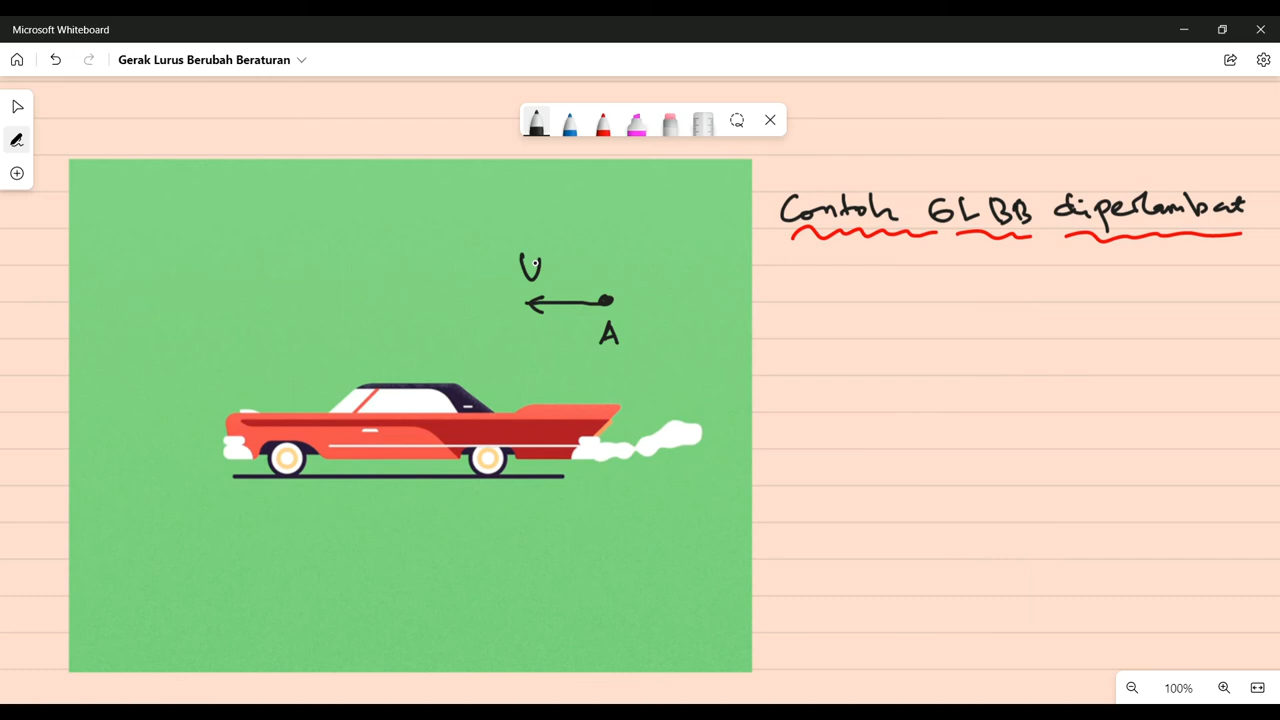 Microsoft Whiteboard
Gerak Lurus Berubah Beraturan
Contoh GLBB diperlambat
V
A
100%